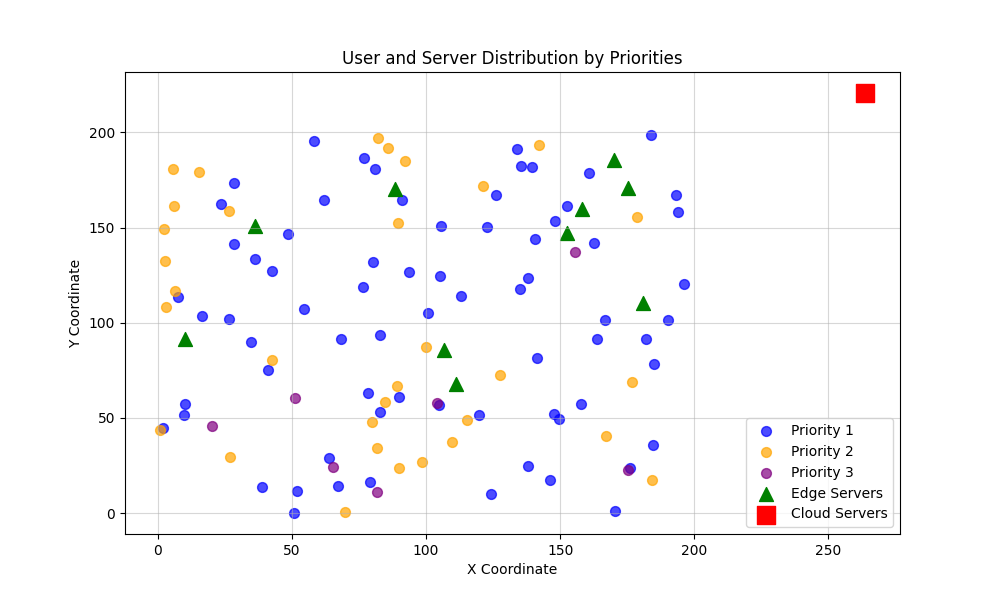 User and Server Distribution by Priorities
Y Coordinate
200
150
100
50
0
0 50 100 150 200 250
X Coordinate
Priority 1
Priority 2
Priority 3
Edge Servers
Cloud Servers